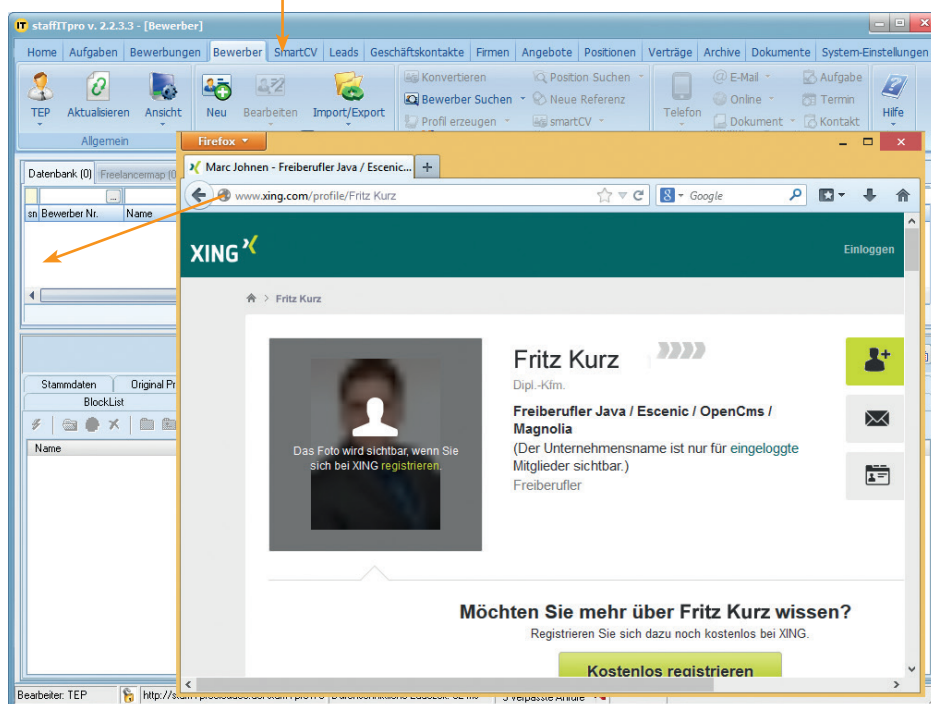 staffITpro v. 2.2.3.3 - [Bewerber]
Home Aufgaben Bewerbungen Bewerber SmartCV Leads Geschäftskontakte Firmen Angebote Positionen Verträge Archive Dokumente System-Einstellungen
Konvertieren Position Suchen @ E-Mail Aufgabe
Bewerber Suchen Neue Referenz Online Termin
TEP Aktualisieren Ansicht Neu Bearbeiten Import/Export Profil erzeugen smartCV Telefon Dokument Kontakt Hilfe
Allgemein
Firefox
Datenbank (0) Freelancermap (0
Marc Johnen - Freiberufler Java / Escenic... +
www.xing.com/profile/Fritz Kurz
Google
sn Bewerber Nr. Name
XING
Einloggen
> Fritz Kurz
Fritz Kurz
Dipl.-Kfm.
Freiberufler Java / Escenic / OpenCms /
Magnolia
(Der Unternehmensname ist nur für eingeloggte
Mitglieder sichtbar.)
Freiberufler
Das Foto wird sichtbar, wenn Sie
sich bei XING registrieren.
Stammdaten Original Pr
BlockList
Name
Möchten Sie mehr über Fritz Kurz wissen?
Registrieren Sie sich dazu noch kostenlos bei XING.
Kostenlos registrieren
Bearbeiter: TEP